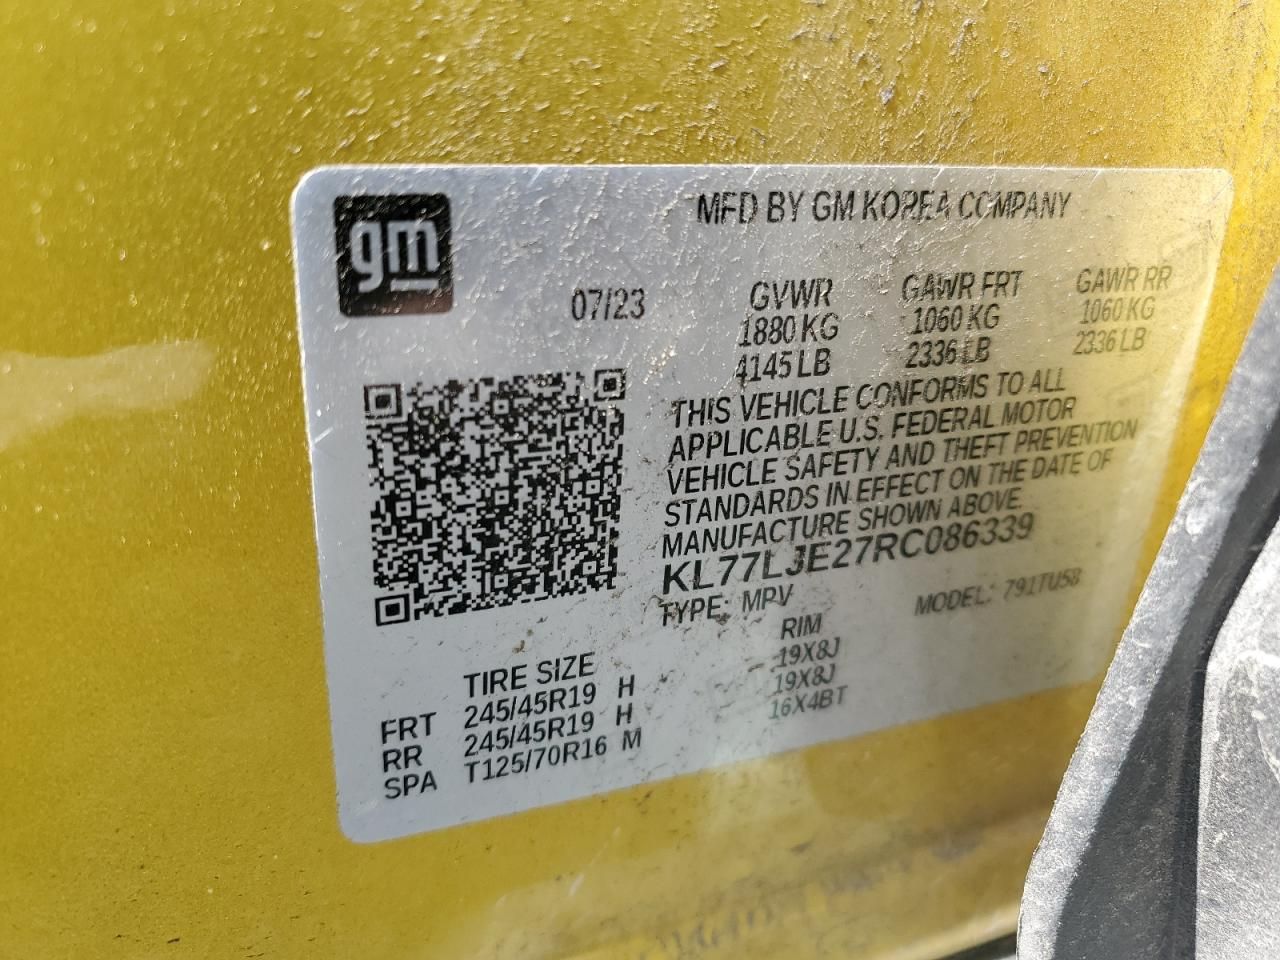 gm
MFD BY GM KOREA COMPANY
07/23
GVWR GAWR FRT GAWR RR
1880 KG 1060 KG 1060 KG
4145 LB 2336 LB 2336 LB
THIS VEHICLE CONFORMS TO ALL
APPLICABLE U.S. FEDERAL MOTOR
VEHICLE SAFETY AND THEFT PREVENTION
STANDARDS IN EFFECT ON THE DATE OF
MANUFACTURE SHOWN ABOVE.
KL77LJE27RC086339
TYPE: MPV MODEL: 791TU58
TIRE SIZE RIM
FRT 245/45R19 H 19X8J
RR 245/45R19 H 19X8J
SPA T125/70R16 M 16X4BT